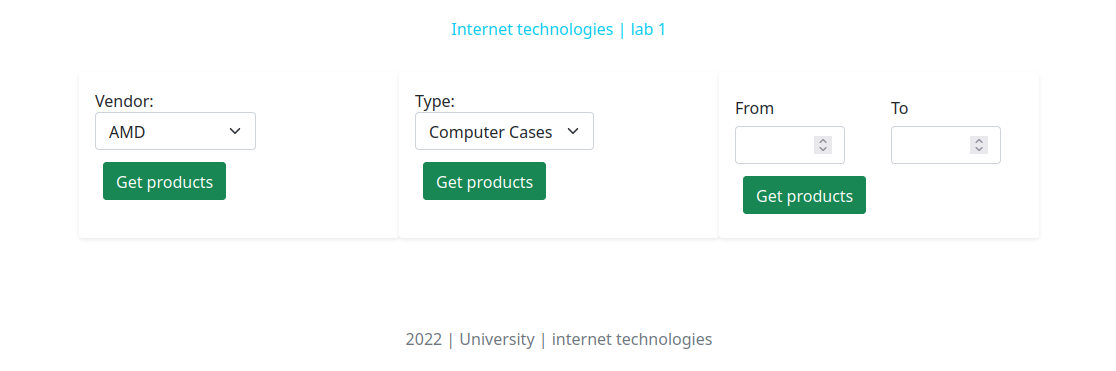 Internet technologies | lab 1
Vendor:
AMD
Get products
Type:
Computer Cases
Get products
From To
Get products
2022 | University | internet technologies